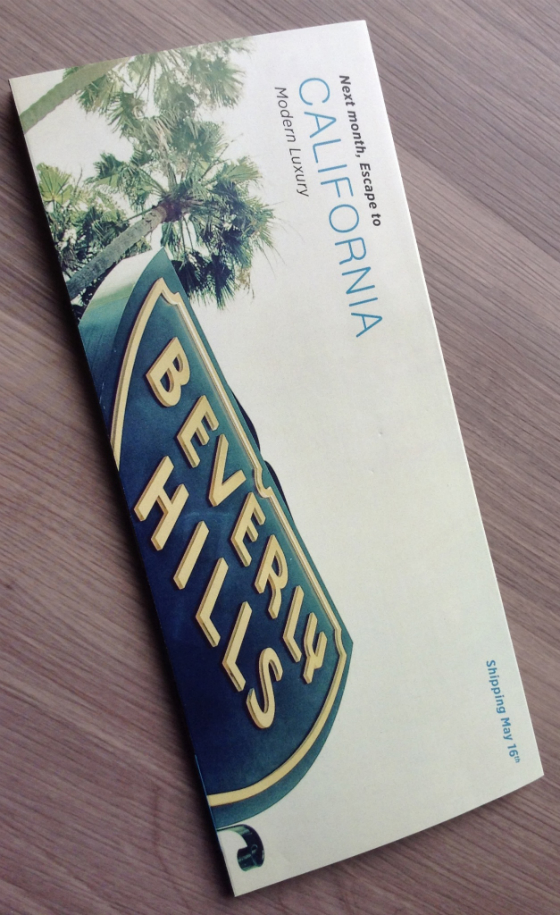 Next month, Escape to
CALIFORNIA
Modern Luxury
BEVERLY
HILLS
Shipping May 16th